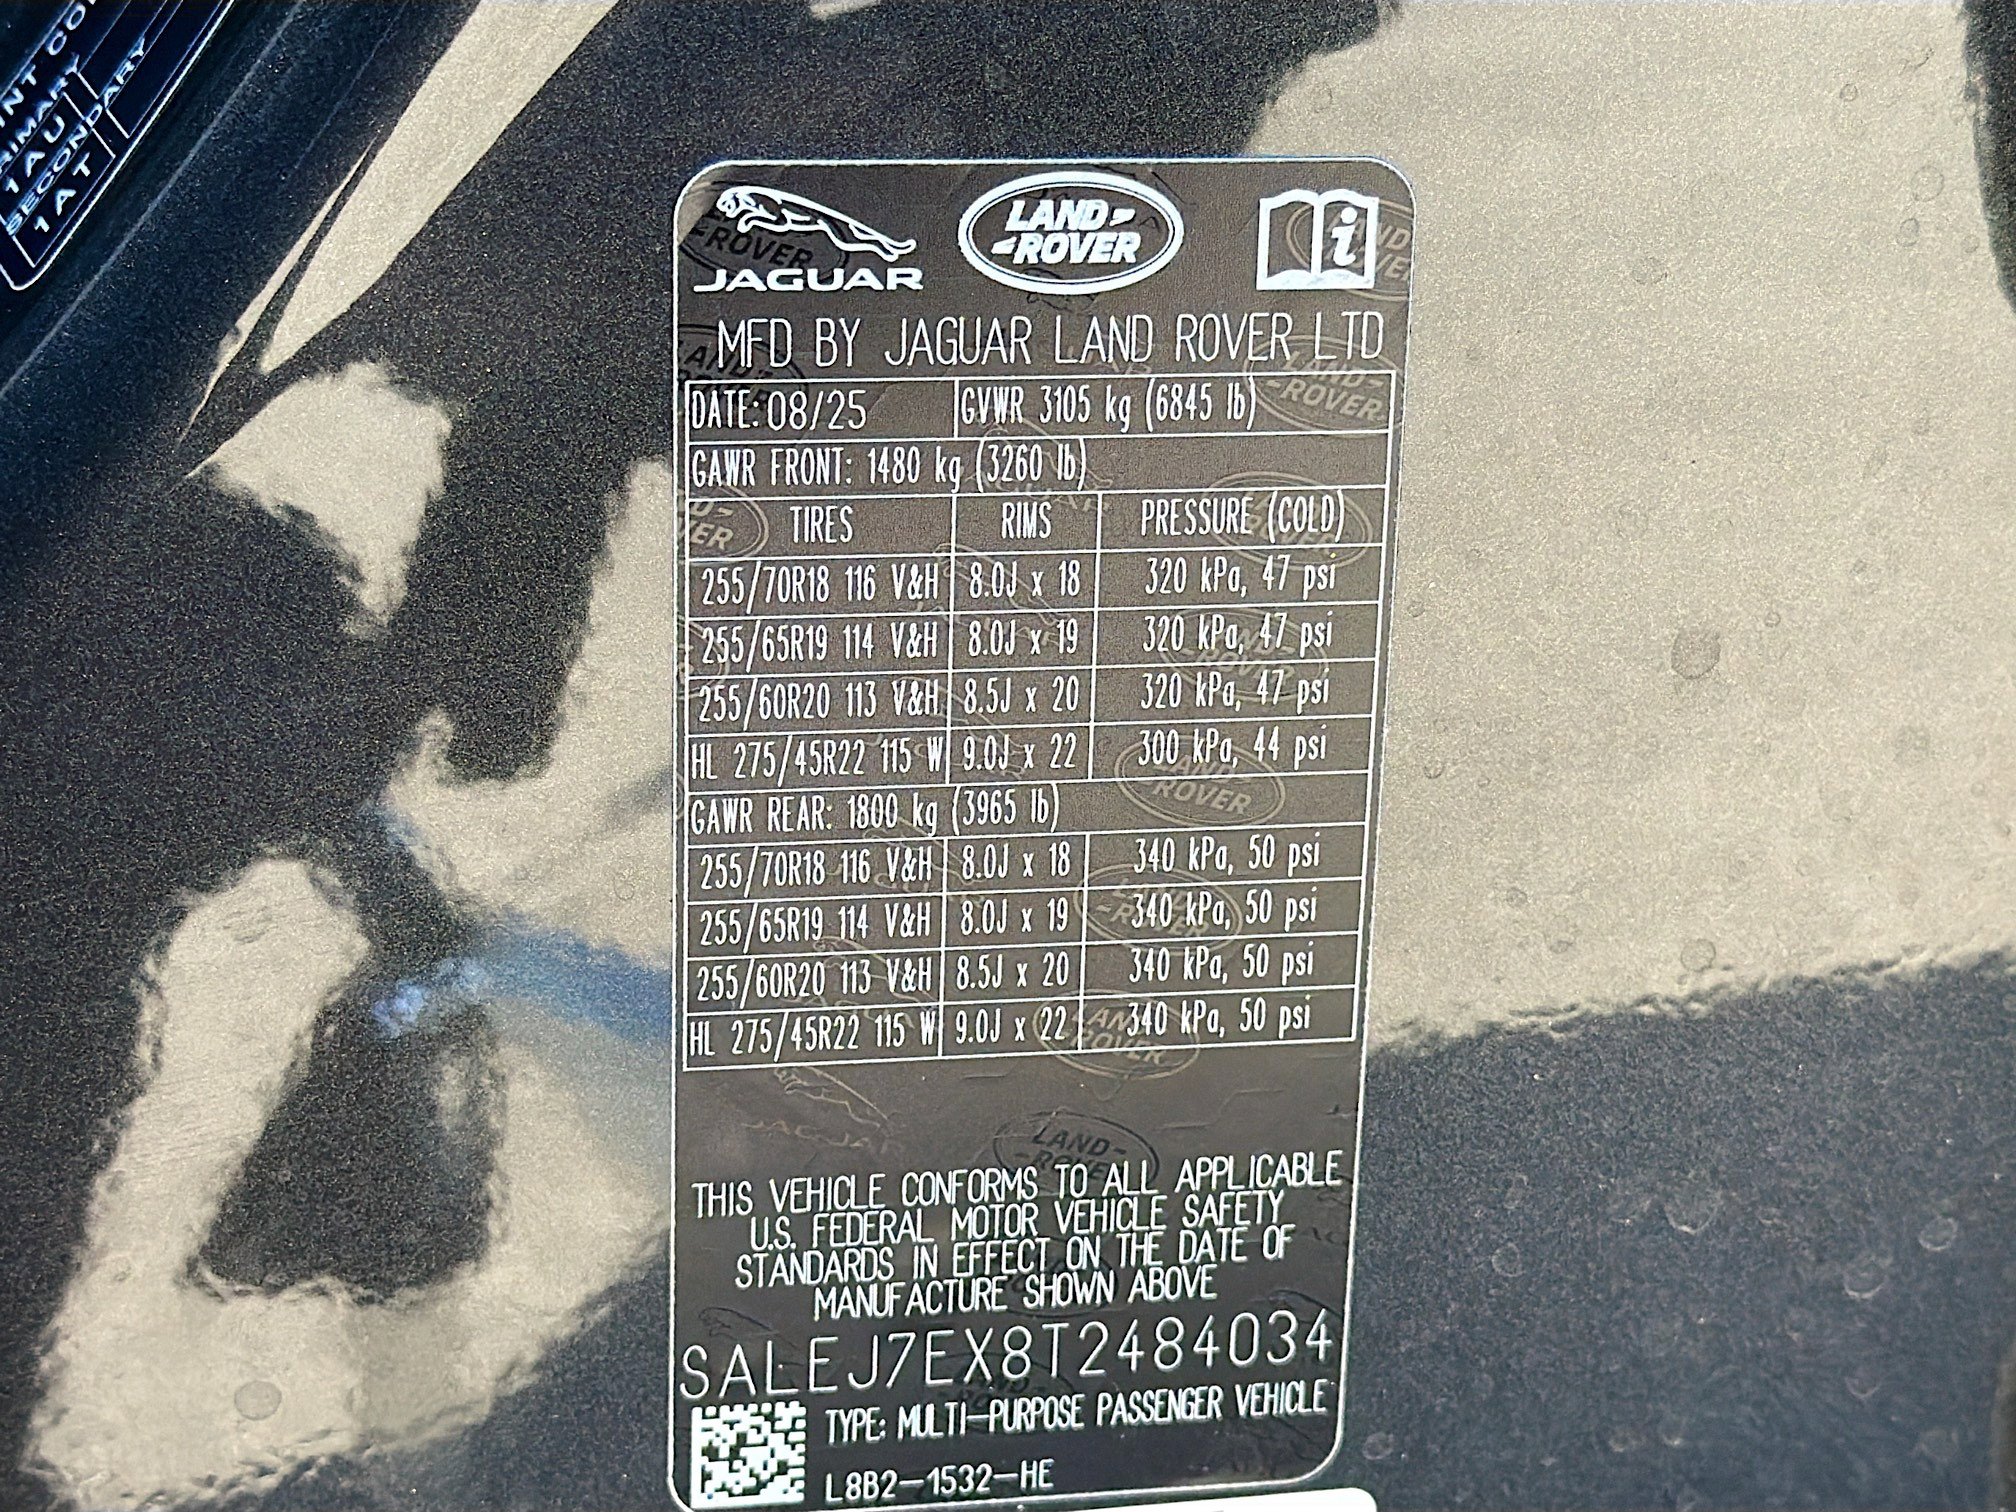 INT CO
RIMARY
1AU
SECONDARY
1AT
JAGUAR
LAND
ROVER
i
MFD BY JAGUAR LAND ROVER LTD
DATE: 08/25 GVWR 3105 kg (6845 lb)
GAWR FRONT: 1480 kg (3260 lb)
TIRES RIMS PRESSURE (COLD)
255/70R18 116 V&H 8.0J x 18 320 kPa, 47 psi
255/65R19 114 V&H 8.0J x 19 320 kPa, 47 psi
255/60R20 113 V&H 8.5J x 20 320 kPa, 47 psi
HL 275/45R22 115 W 9.0J x 22 300 kPa, 44 psi
GAWR REAR: 1800 kg (3965 lb)
255/70R18 116 V&H 8.0J x 18 340 kPa, 50 psi
255/65R19 114 V&H 8.0J x 19 340 kPa, 50 psi
255/60R20 113 V&H 8.5J x 20 340 kPa, 50 psi
HL 275/45R22 115 W 9.0J x 22 340 kPa, 50 psi
THIS VEHICLE CONFORMS TO ALL APPLICABLE
U.S. FEDERAL MOTOR VEHICLE SAFETY
STANDARDS IN EFFECT ON THE DATE OF
MANUFACTURE SHOWN ABOVE
SALEJ7EX8T2484034
TYPE: MULTI-PURPOSE PASSENGER VEHICLE
L8B2-1532-HE